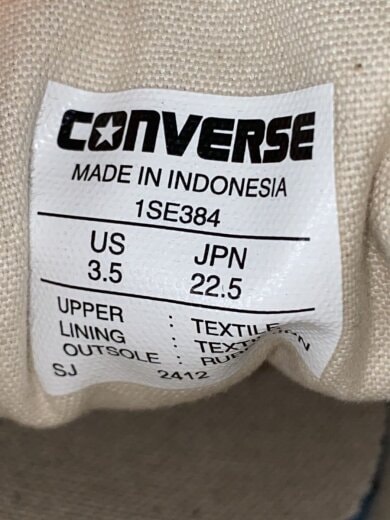 CONVERSE
MADE IN INDONESIA
1SE384
US JPN
3.5 22.5
UPPER : TEXTILE
LINING :
OUTSOLE :
SJ 2412